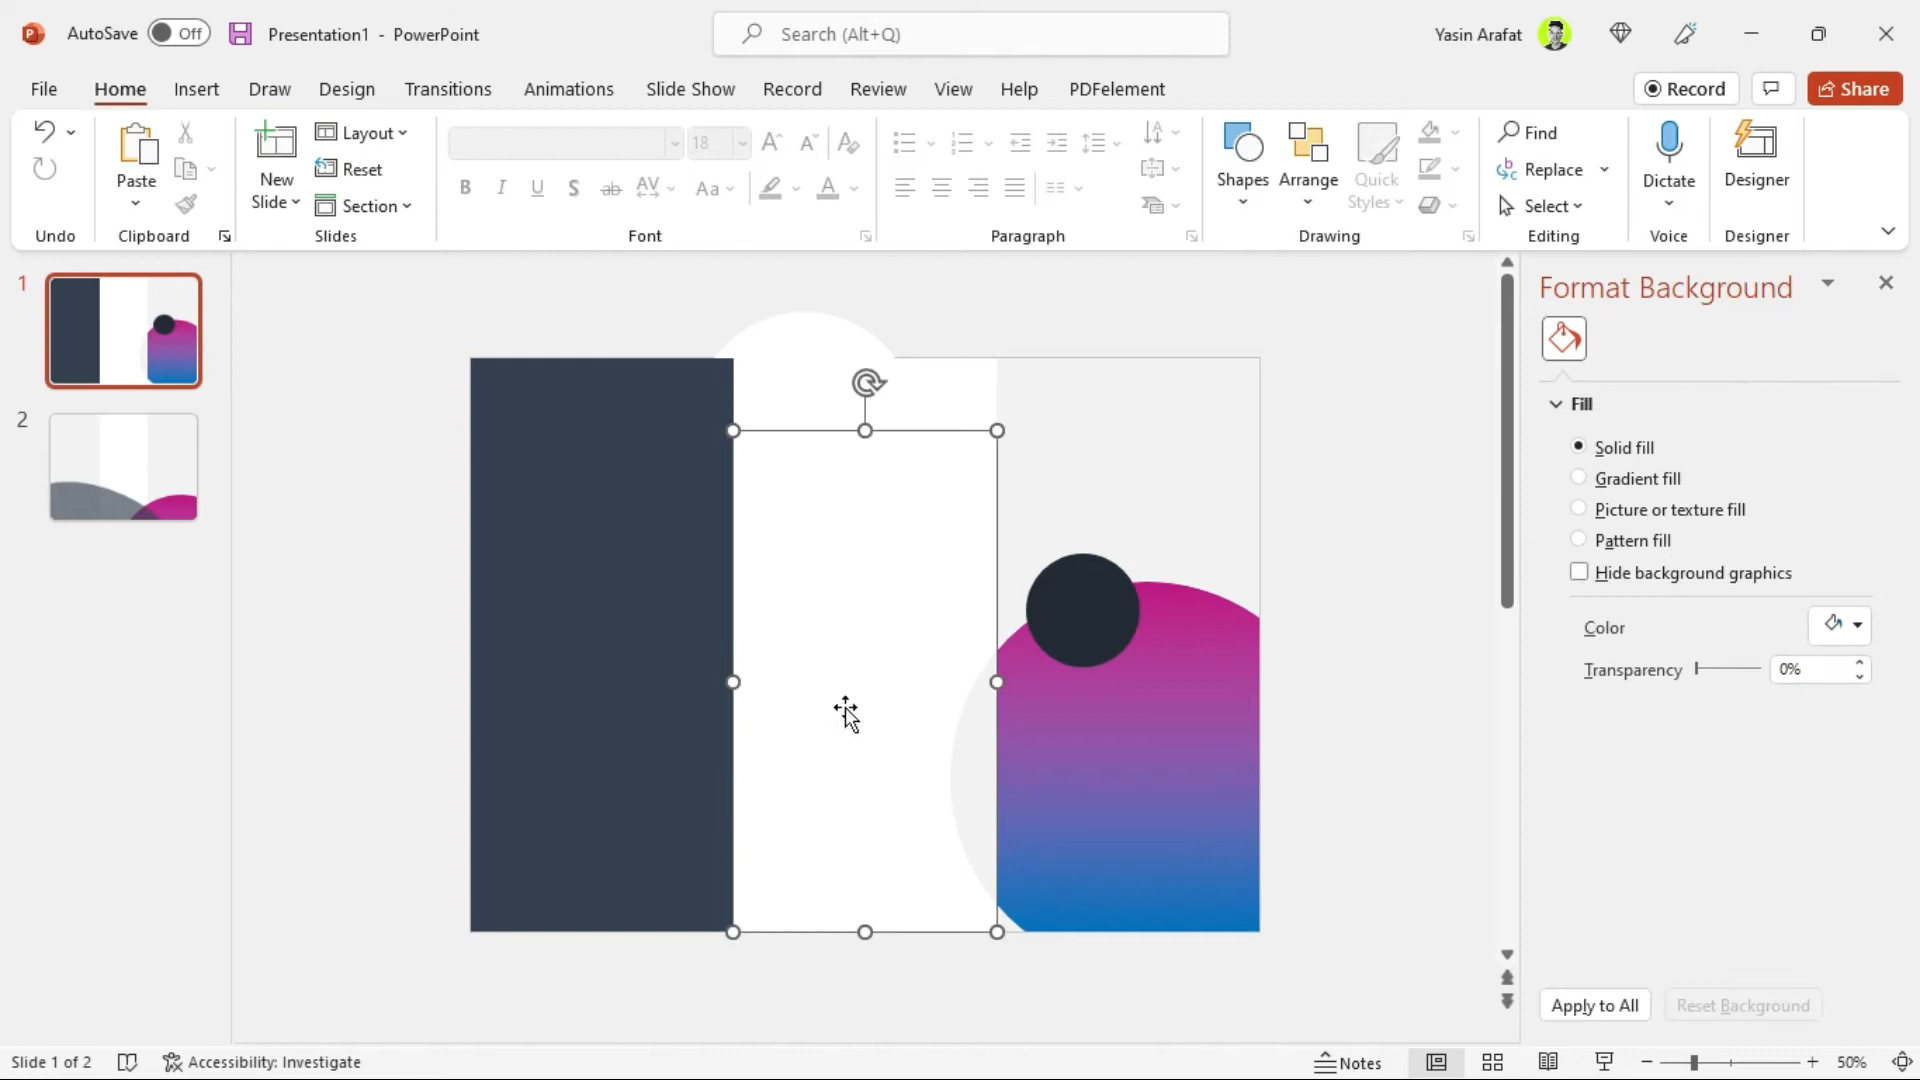 AutoSave Off Presentation1 - PowerPoint Search (Alt+Q) Yasin Arafat
File Home Insert Draw Design Transitions Animations Slide Show Record Review View Help PDFelement Record Share
Undo
Paste
Clipboard
New
Slide
Layout
Reset
Section
Slides
18
B I U S ab AV Aa A
Font
Paragraph
Shapes
Arrange
Quick
Styles
Drawing
Find
Replace
Select
Editing
Dictate
Voice
Designer
Designer
1
2
Format Background
Fill
Solid fill
Gradient fill
Picture or texture fill
Pattern fill
Hide background graphics
Color
Transparency 0%
Apply to All Reset Background
Slide 1 of 2 Accessibility: Investigate Notes 50%